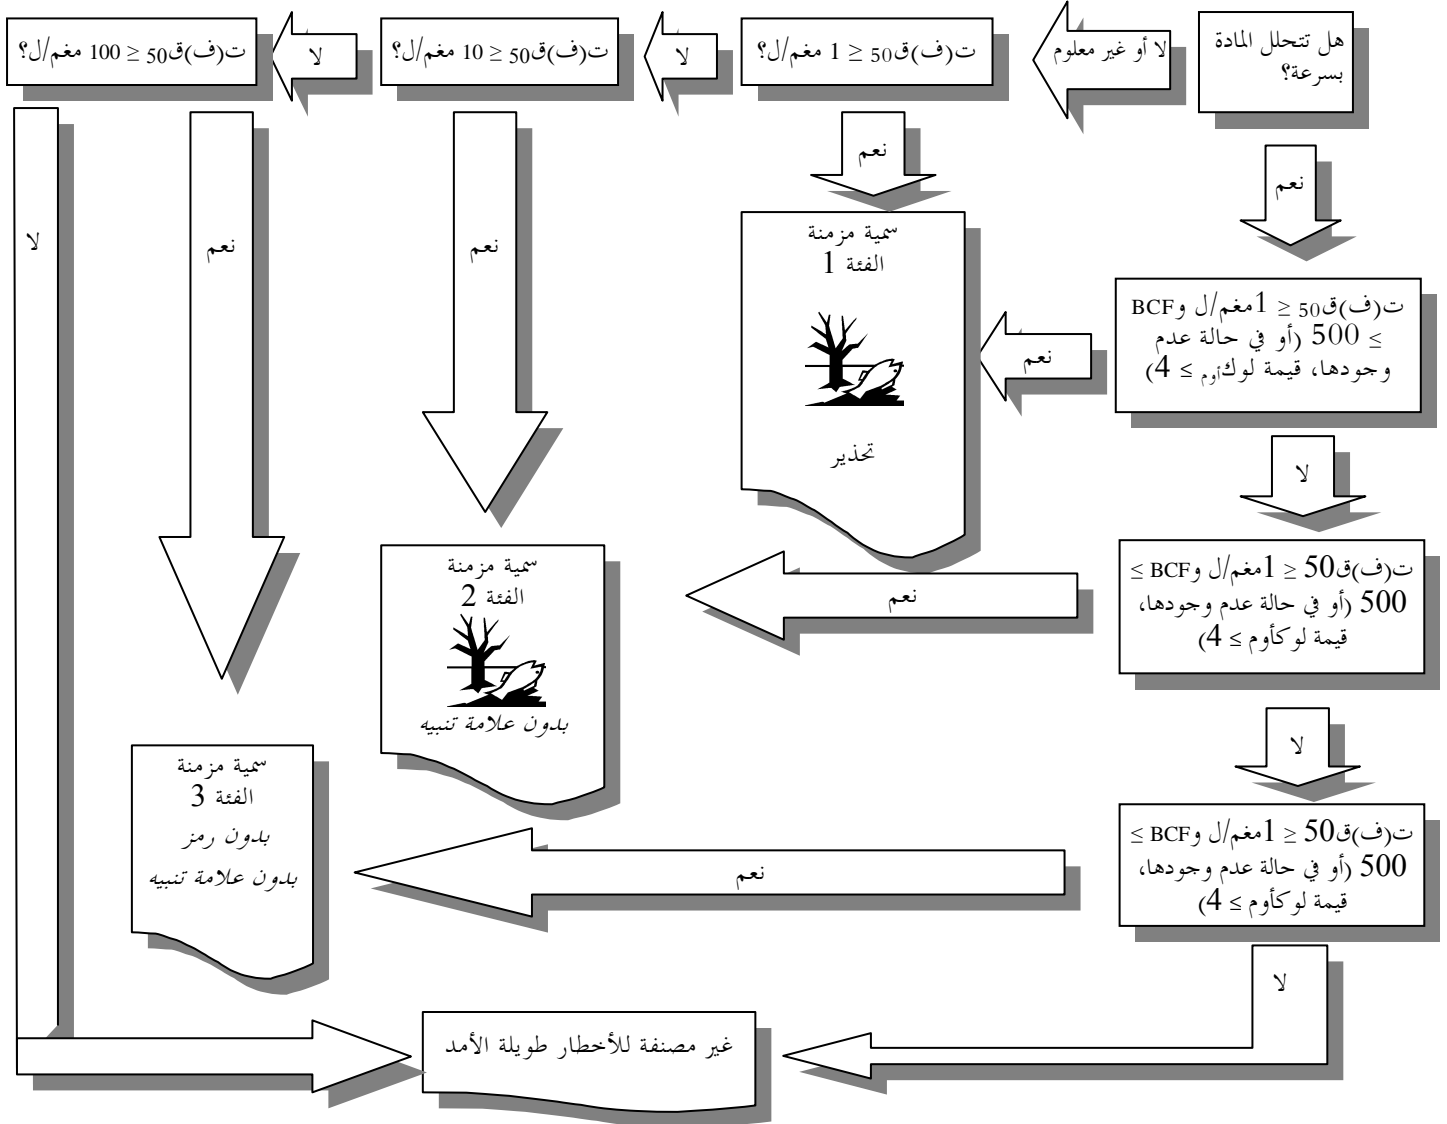 هل تتحلل المادة
بسرعة؟
لا أو غير معلوم
ت(ف)ق50 ≤ 1 مغم/ل؟
لا
ت(ف)ق50 ≤ 10 مغم/ل؟
لا
ت(ف)ق50 ≤ 100 مغم/ل؟
نعم
نعم
نعم
نعم
لا
سمية مزمنة
الفئة 1
تحذير
ت(ف)ق50 ≤ 1مغم/ل وBCF
≥ 500 (أو في حالة عدم
وجودها، قيمة لوكأوم ≥ 4)
نعم
لا
ت(ف)ق50 ≤ 1مغم/ل وBCF ≥
500 (أو في حالة عدم وجودها،
قيمة لوكأوم ≥ 4)
نعم
سمية مزمنة
الفئة 2
بدون علامة تنبيه
لا
سمية مزمنة
الفئة 3
بدون رمز
بدون علامة تنبيه
ت(ف)ق50 ≤ 1مغم/ل وBCF ≥
500 (أو في حالة عدم وجودها،
قيمة لوكأوم ≥ 4)
نعم
لا
غير مصنفة للأخطار طويلة الأمد